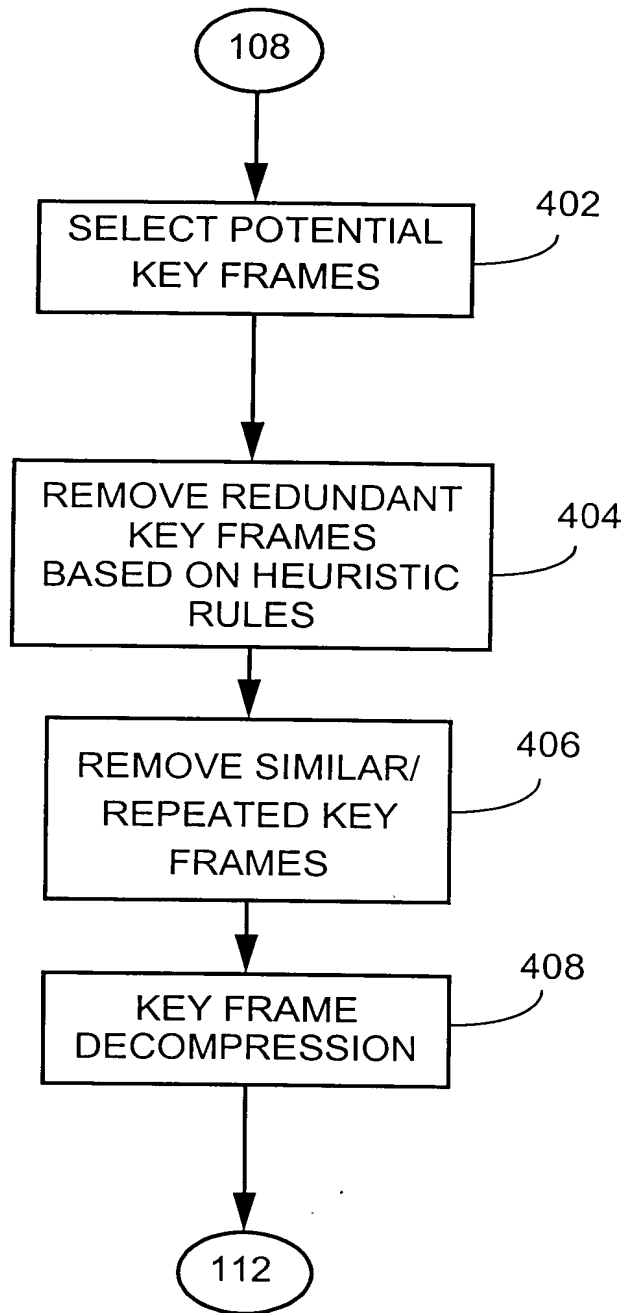 108
SELECT POTENTIAL
KEY FRAMES
402
REMOVE REDUNDANT
KEY FRAMES
BASED ON HEURISTIC
RULES
404
REMOVE SIMILAR/
REPEATED KEY
FRAMES
406
KEY FRAME
DECOMPRESSION
408
112